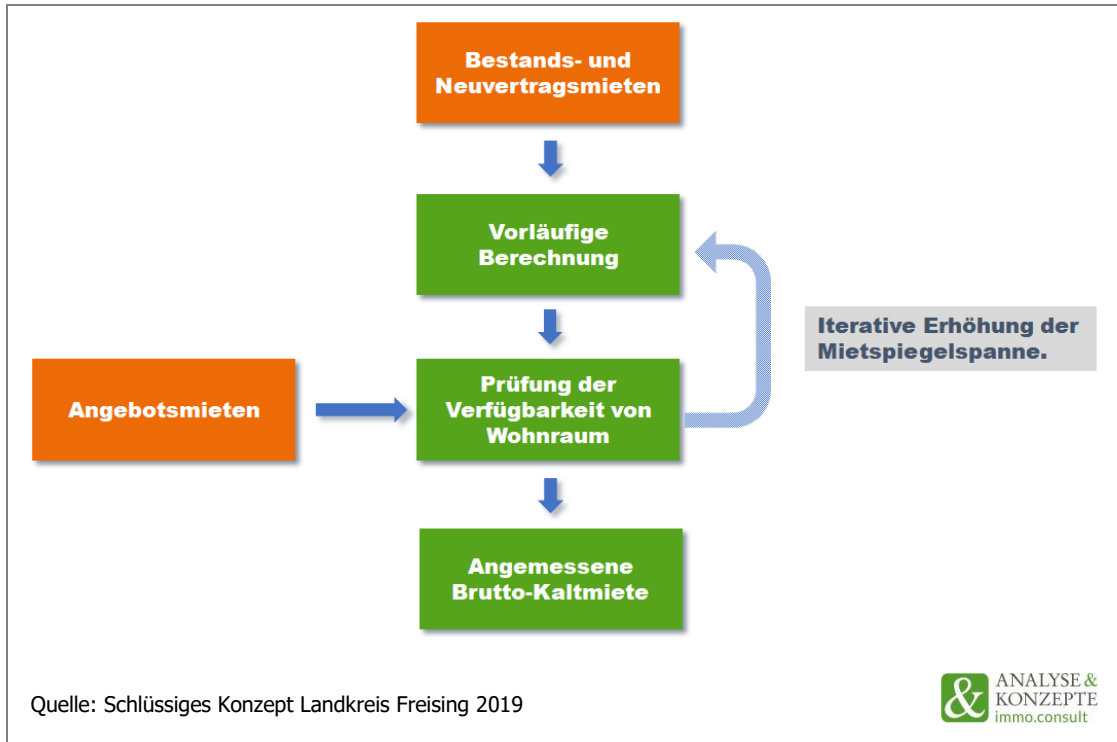 Bestands- und
Neuvertragsmieten
Vorläufige
Berechnung
Iterative Erhöhung der
Mietspiegelspanne.
Angebotsmieten
Prüfung der
Verfügbarkeit von
Wohnraum
Angemessene
Brutto-Kaltmiete
Quelle: Schlüssiges Konzept Landkreis Freising 2019
& ANALYSE &
KONZEPTE
immo.consult